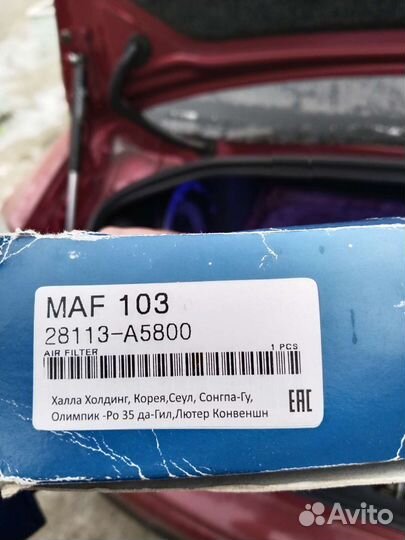 MAF 103
28113-A5800
AIR FILTER 1 PCS
Халла Холдинг, Корея,Сеул, Сонгпа-Гу,
Олимпик -Ро 35 да-Гил,Лютер Конвеншн
EAC
Avito